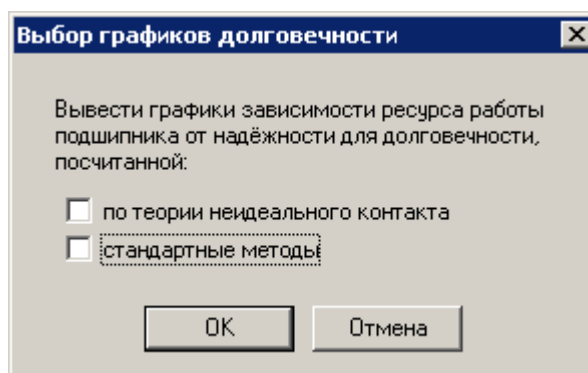 Выбор графиков долговечности
Вывести графики зависимости ресурса работы
подшипника от надёжности для долговечности,
посчитанной:
по теории неидеального контакта
стандартные методы
OK
Отмена